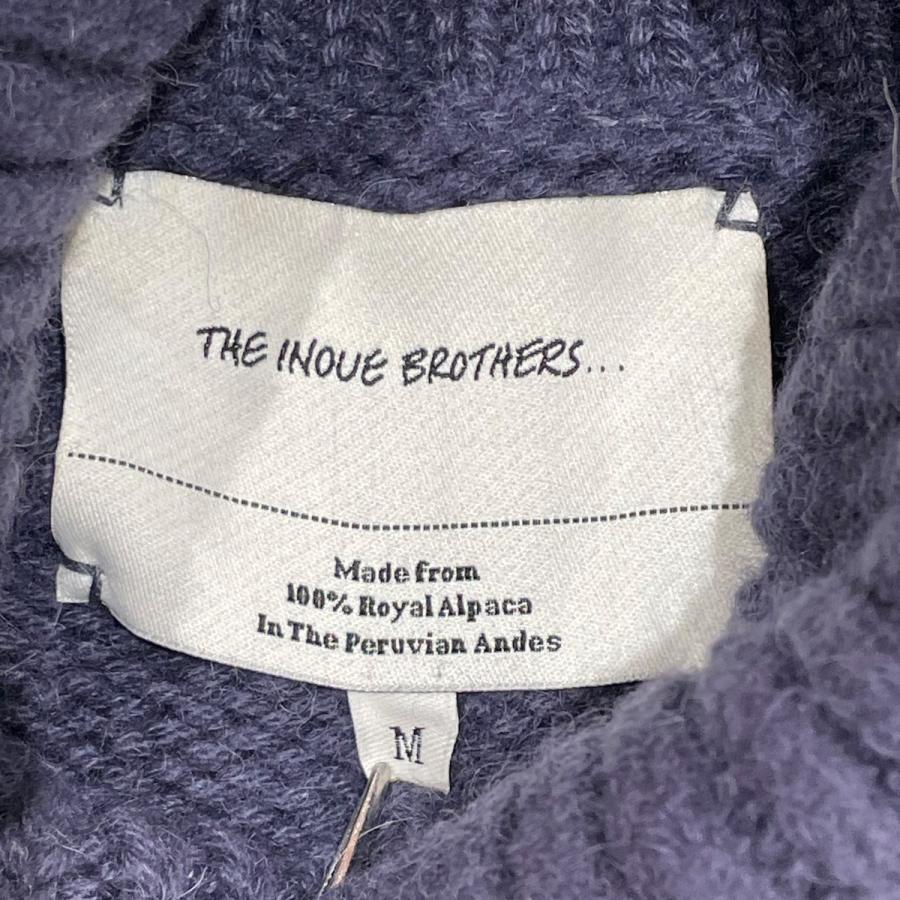 THE INOUE BROTHERS...
Made from
100% Royal Alpaca
In The Peruvian Andes
M